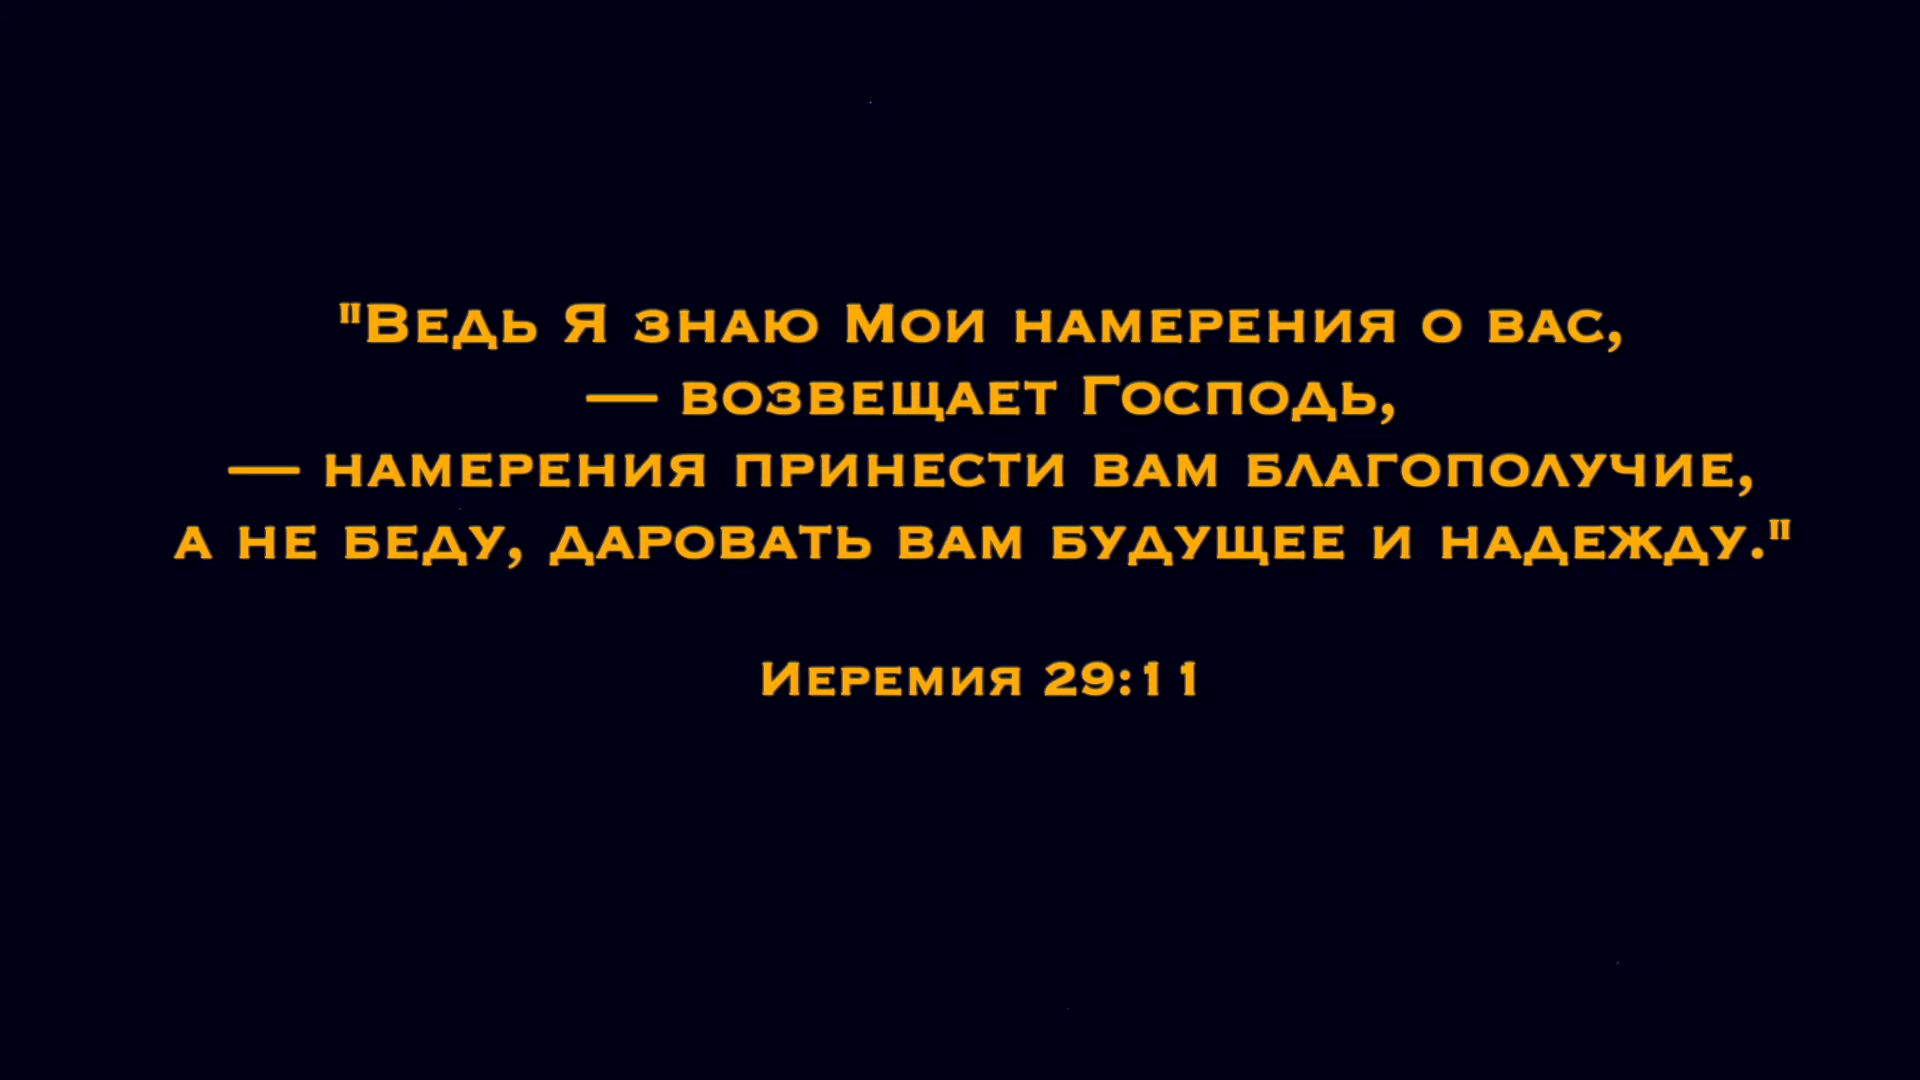 "Ведь Я знаю Мои намерения о вас,
— возвещает Господь,
— намерения принести вам благополучие,
а не беду, даровать вам будущее и надежду."
Иеремия 29:11